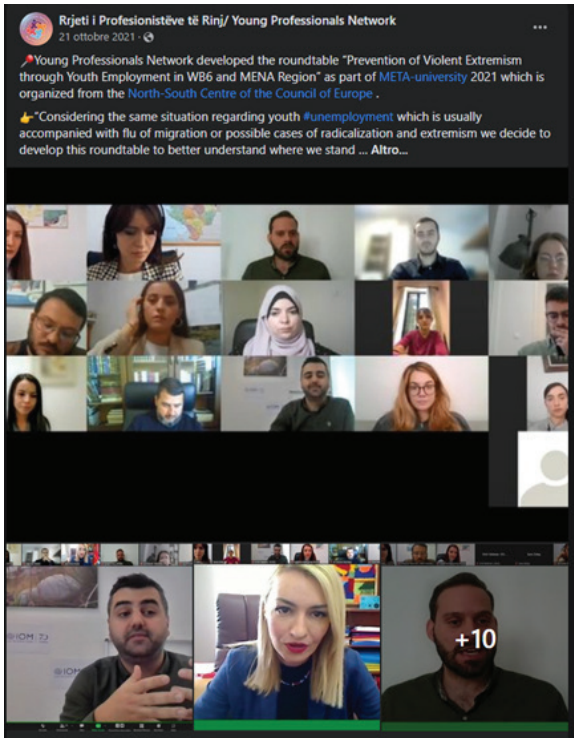 Rrjeti i Profesionistëve të Rinj/ Young Professionals Network
21 ottobre 2021 ·
📌Young Professionals Network developed the roundtable "Prevention of Violent Extremism
through Youth Employment in WB6 and MENA Region" as part of META-university 2021 which is
organized from the North-South Centre of the Council of Europe .
👉"Considering the same situation regarding youth #unemployment which is usually
accompanied with flu of migration or possible cases of radicalization and extremism we decide to
develop this roundtable to better understand where we stand ... Altro...
IOM
IOM
+10